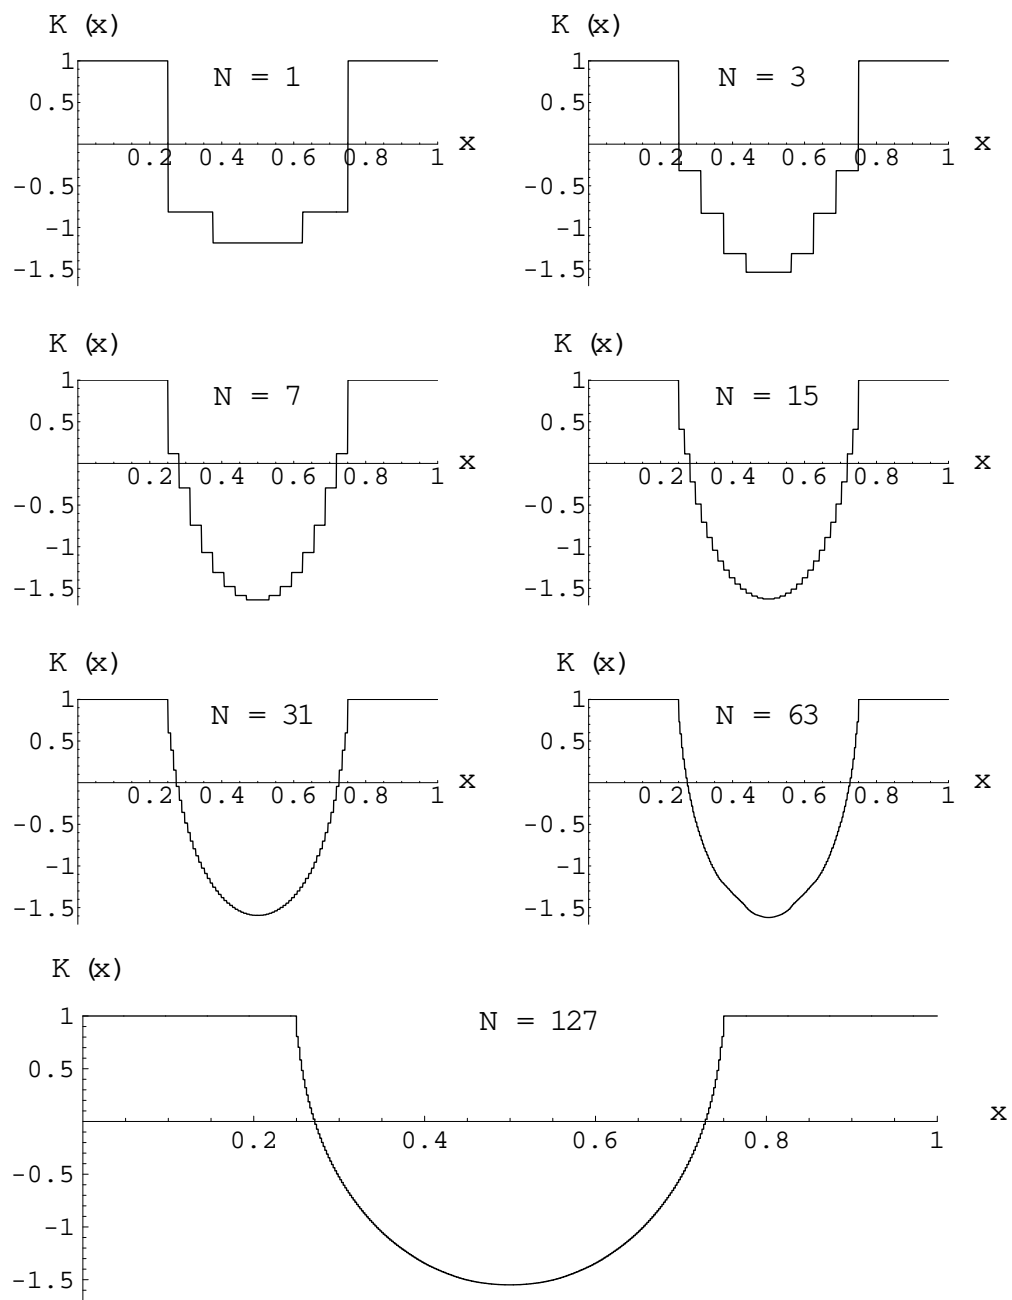 K (x) K (x)
1 N = 1 1 N = 3
0.5 0.5
0.2 0.4 0.6 0.8 1 x 0.2 0.4 0.6 0.8 1 x
-0.5 -0.5
-1 -1
-1.5 -1.5
K (x) K (x)
1 N = 7 1 N = 15
0.5 0.5
0.2 0.4 0.6 0.8 1 x 0.2 0.4 0.6 0.8 1 x
-0.5 -0.5
-1 -1
-1.5 -1.5
K (x) K (x)
1 N = 31 1 N = 63
0.5 0.5
0.2 0.4 0.6 0.8 1 x 0.2 0.4 0.6 0.8 1 x
-0.5 -0.5
-1 -1
-1.5 -1.5
K (x)
1 N = 127
0.5
0.2 0.4 0.6 0.8 1 x
-0.5
-1
-1.5